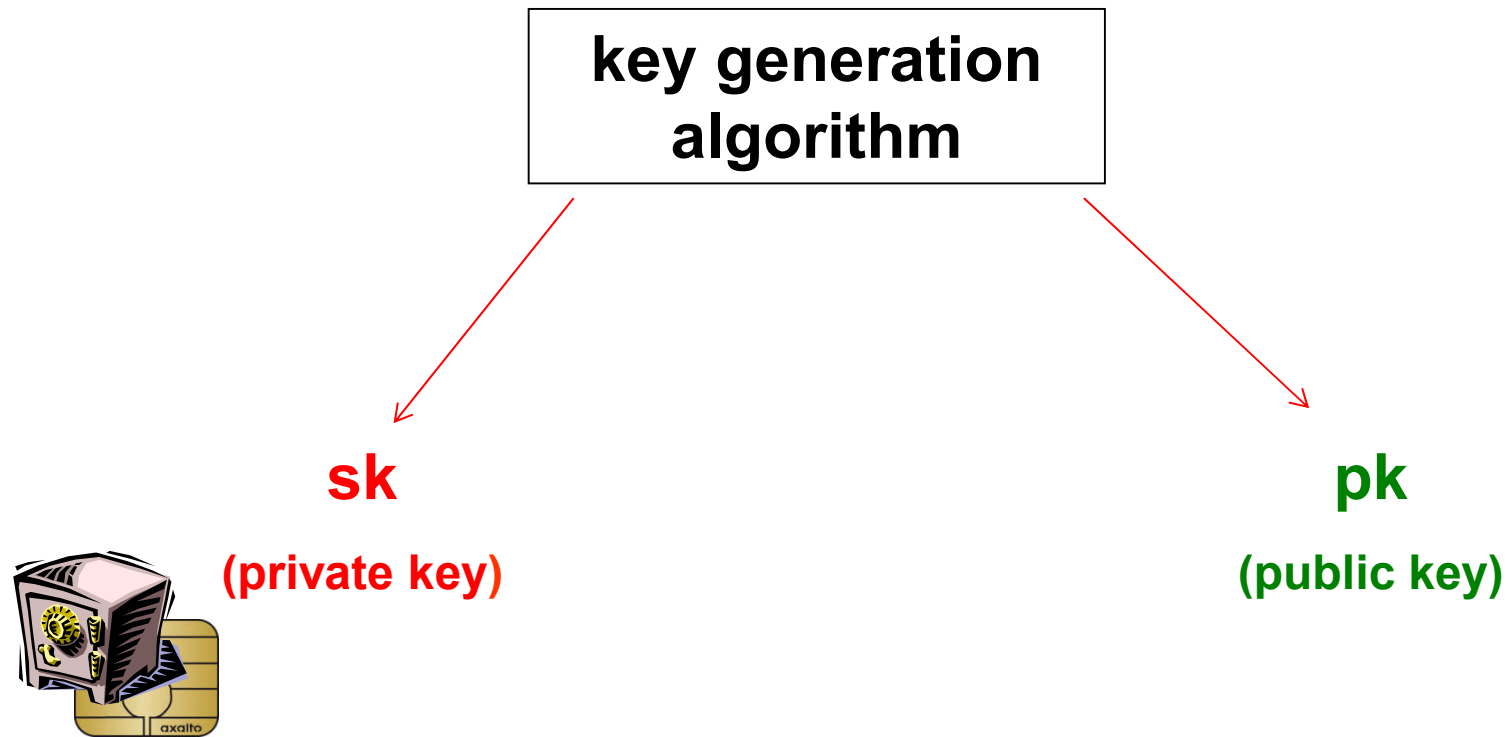 key generation
algorithm
sk
pk
(private key)
(public key)
axalto